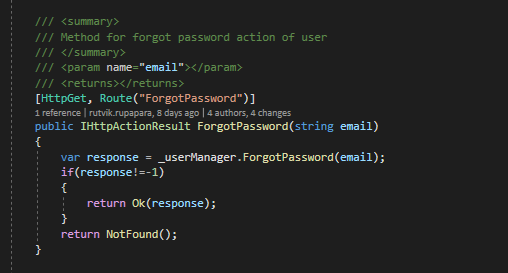 /// <summary>
/// Method for forgot password action of user
/// </summary>
/// <param name="email"></param>
/// <returns></returns>
[HttpGet, Route("ForgotPassword")]
1 reference | rutvik.rupapara, 8 days ago | 4 authors, 4 changes
public IHttpActionResult ForgotPassword(string email)
{
var response = _userManager.ForgotPassword(email);
if(response!=-1)
{
return Ok(response);
}
return NotFound();
}